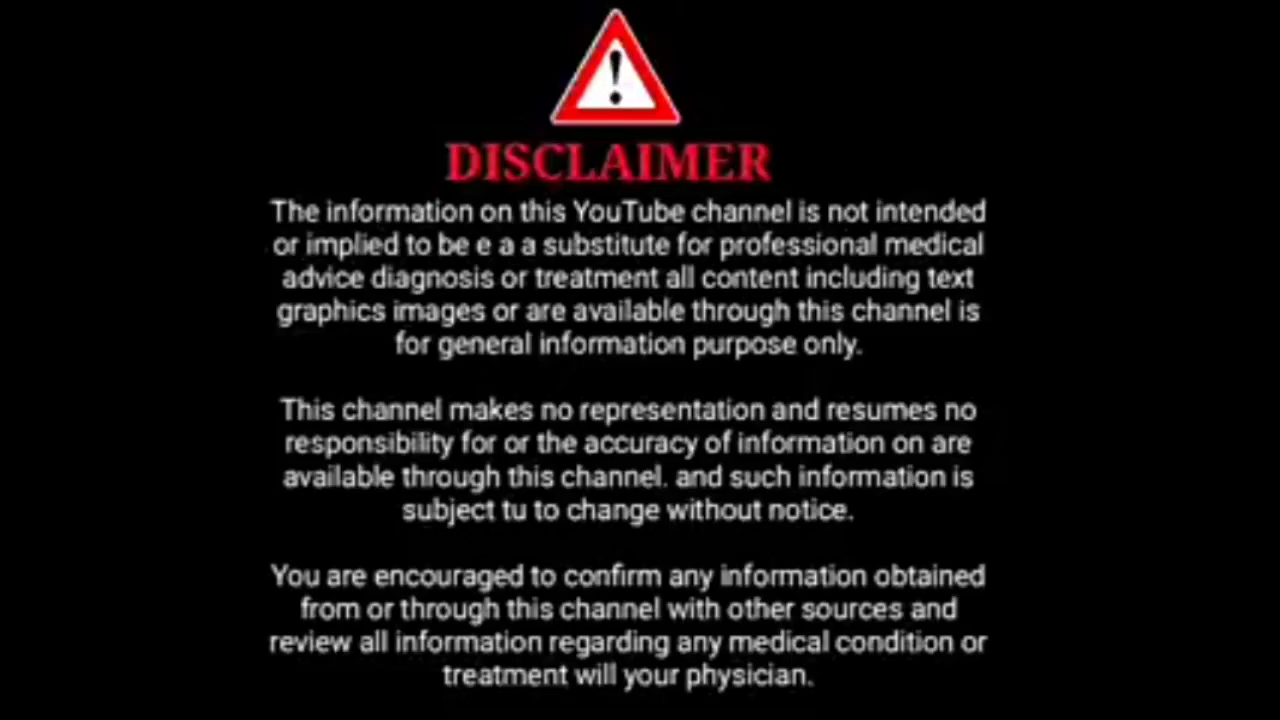 DISCLAIMER
The information on this YouTube channel is not intended
or implied to be e a a substitute for professional medical
advice diagnosis or treatment all content including text
graphics images or are available through this channel is
for general information purpose only.
This channel makes no representation and resumes no
responsibility for or the accuracy of information on are
available through this channel. and such information is
subject tu to change without notice.
You are encouraged to confirm any information obtained
from or through this channel with other sources and
review all information regarding any medical condition or
treatment will your physician.